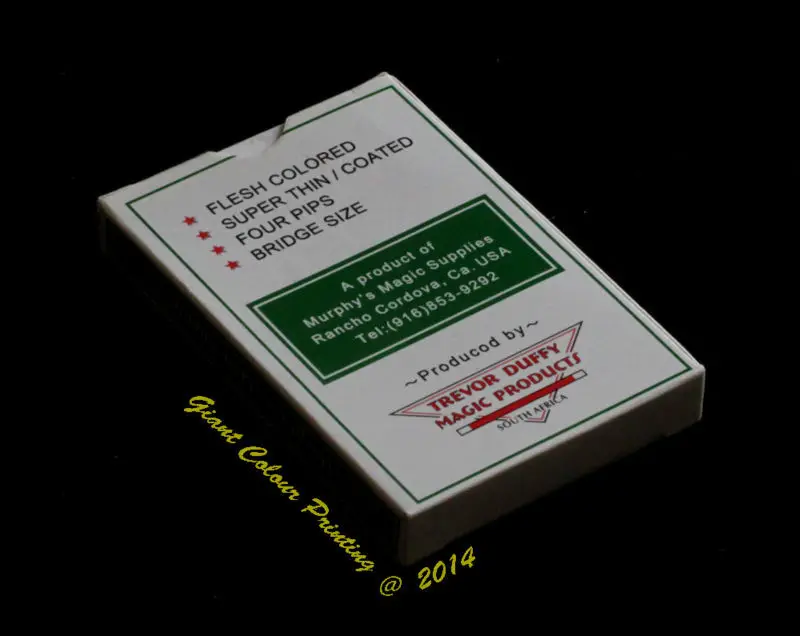 FLESH COLORED
SUPER THIN / COATED
FOUR PIPS
BRIDGE SIZE
A product of
Murphy's Magic Supplies
Rancho Cordova, Ca. USA
Tel:(916)853-9292
~Producod by~
TREVOR DUFFY
MAGIC PRODUCTS
SOUTH AFRICA
Giant Colour Printing @ 2014